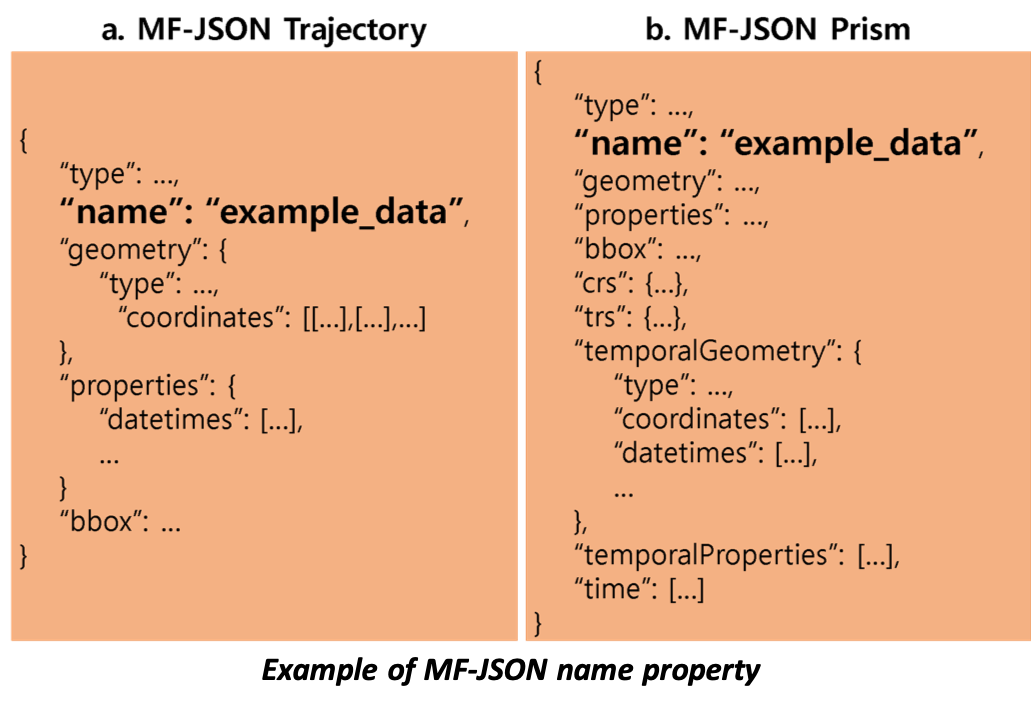 a. MF-JSON Trajectory
{
“type”: ...,
“name”: “example_data”,
“geometry”: {
“type”: ...,
“coordinates”: [[...],[...],...]
},
“properties”: {
“datetimes”: [...],
...
}
“bbox”: ...
}
b. MF-JSON Prism
{
“type”: ...,
“name”: “example_data”,
“geometry”: ...,
“properties”: ...,
“bbox”: ...,
“crs”: {...},
“trs”: {...},
“temporalGeometry”: {
“type”: ...,
“coordinates”: [...],
“datetimes”: [...],
...
},
“temporalProperties”: [...],
“time”: [...]
}
Example of MF-JSON name property